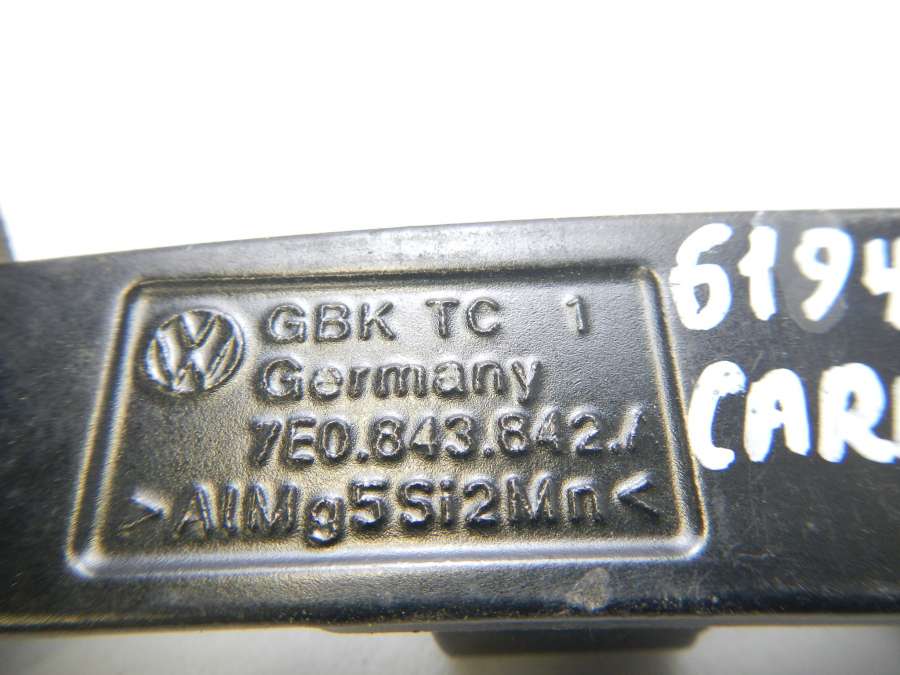 GBK TC 1
Germany
7E0.843.842./
>AlMg5Si2Mn<
6194
CAR